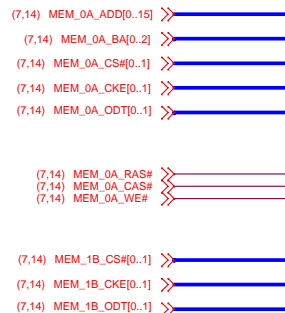 (7,14) MEM_0A_ADD[0..15]
(7,14) MEM_0A_BA[0..2]
(7,14) MEM_0A_CS#[0..1]
(7,14) MEM_0A_CKE[0..1]
(7,14) MEM_0A_ODT[0..1]
(7,14) MEM_0A_RAS#
(7,14) MEM_0A_CAS#
(7,14) MEM_0A_WE#
(7,14) MEM_1B_CS#[0..1]
(7,14) MEM_1B_CKE[0..1]
(7,14) MEM_1B_ODT[0..1]